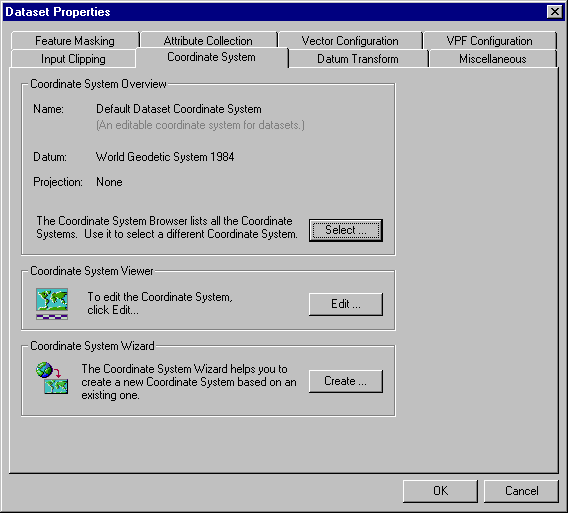 Dataset Properties
Feature Masking
Attribute Collection
Vector Configuration
VPF Configuration
Input Clipping
Coordinate System
Datum Transform
Miscellaneous
Coordinate System Overview
Name: Default Dataset Coordinate System
(An editable coordinate system for datasets.)
Datum: World Geodetic System 1984
Projection: None
The Coordinate System Browser lists all the Coordinate
Systems. Use it to select a different Coordinate System.
Select ...
Coordinate System Viewer
To edit the Coordinate System,
click Edit...
Edit ...
Coordinate System Wizard
The Coordinate System Wizard helps you to
create a new Coordinate System based on an
existing one.
Create ...
OK
Cancel